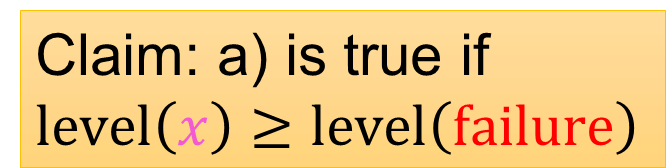 Claim: a) is true if
level(x) ≥ level(failure)